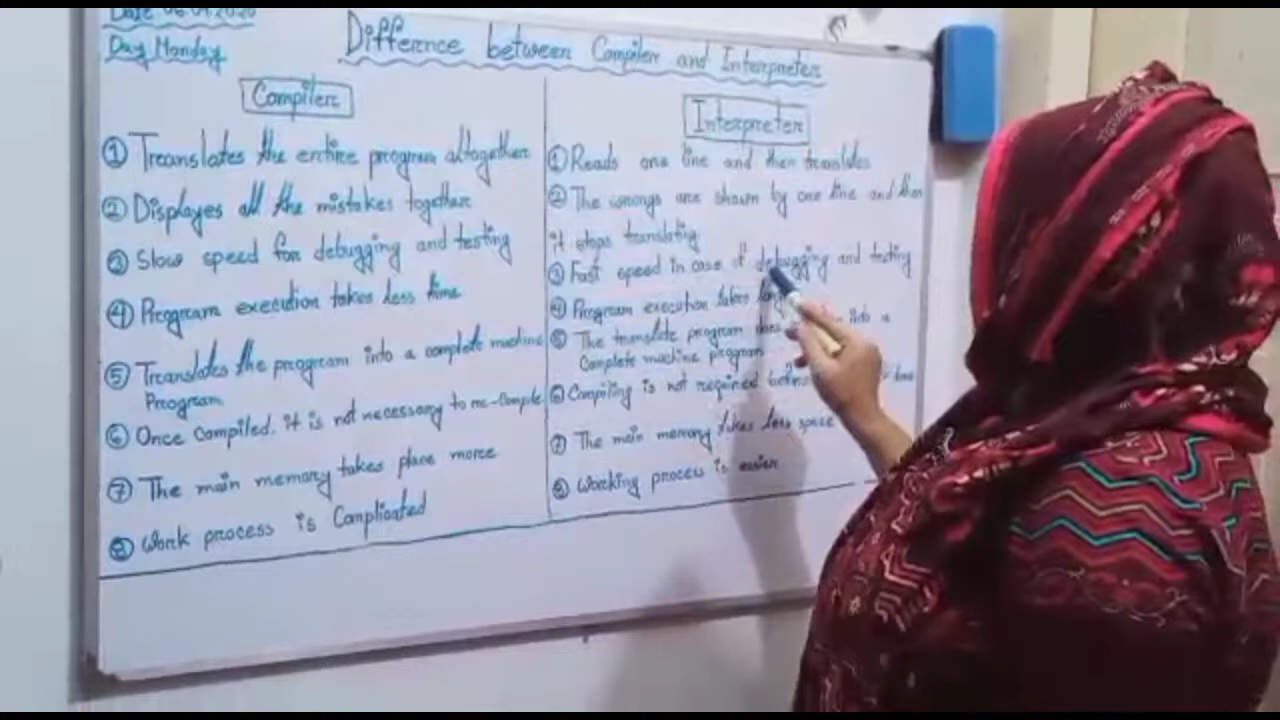 Day Monday
Difference between Compiler and Interpreter
Compiler
① Translates the entire program altogether
② Displayes all the mistakes together
③ Slow speed for debugging and testing
④ Program execution takes less time
⑤ Translates the program into a complete machine
Program
⑥ Once Compiled. it is not necessary to re-Compile
⑦ The main memory takes place more
⑧ Work process is Complicated
Interpreter
① Reads one line and then translates
② The wrongs are shown by one line and then
it stops translating
③ Fast speed in case of debugging and testing
④ Program execution takes
⑤ The translate program does into a
Complete machine program
⑥ Compiling is not required
⑦ The main memory takes less space
⑧ Working process is easier